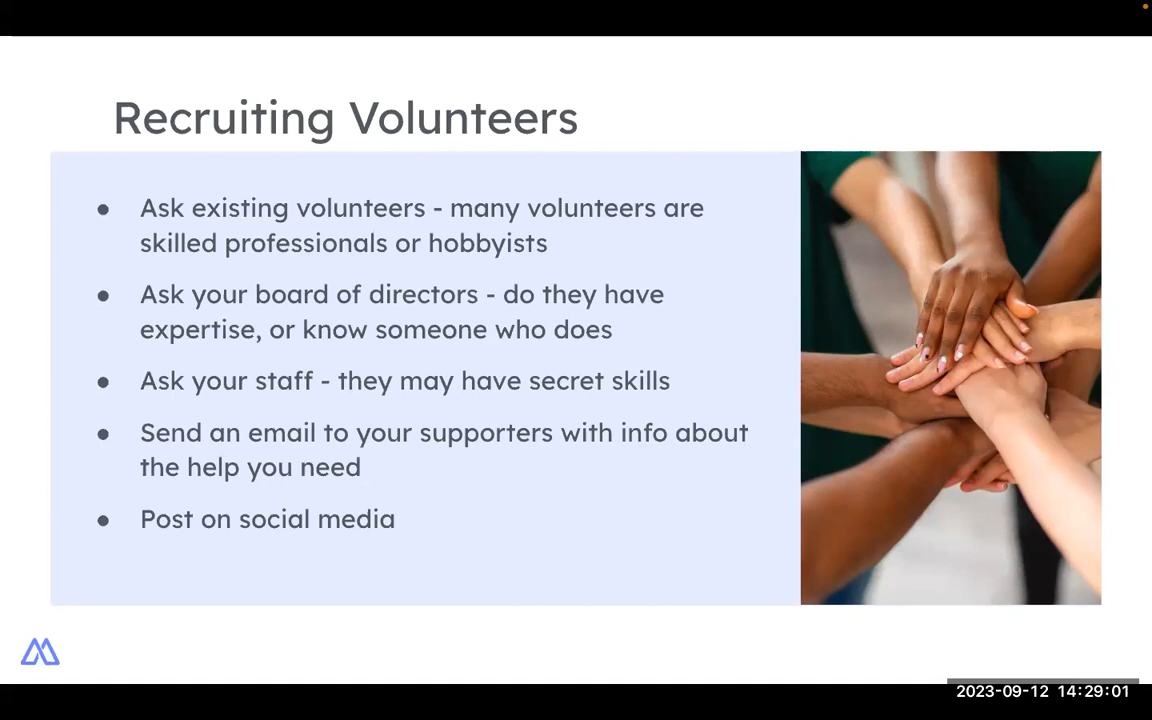 Recruiting Volunteers
● Ask existing volunteers - many volunteers are
skilled professionals or hobbyists
● Ask your board of directors - do they have
expertise, or know someone who does
● Ask your staff - they may have secret skills
● Send an email to your supporters with info about
the help you need
● Post on social media
2023-09-12 14:29:01